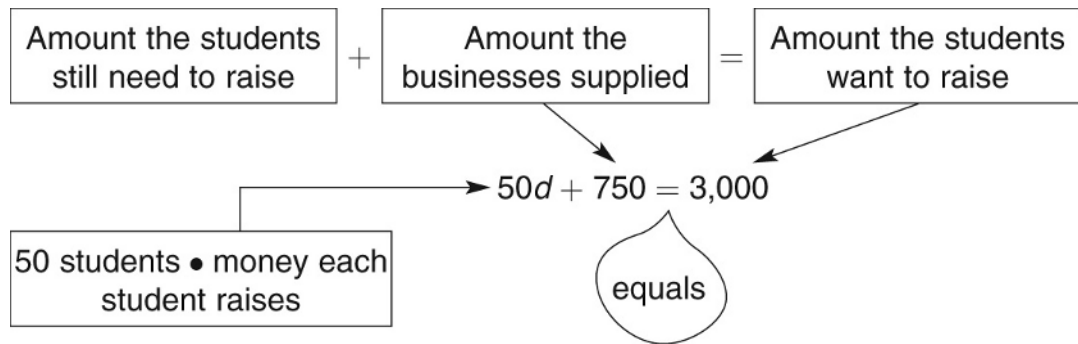 Amount the students
still need to raise
+
Amount the
businesses supplied
=
Amount the students
want to raise
50d + 750 = 3,000
50 students • money each
student raises
equals